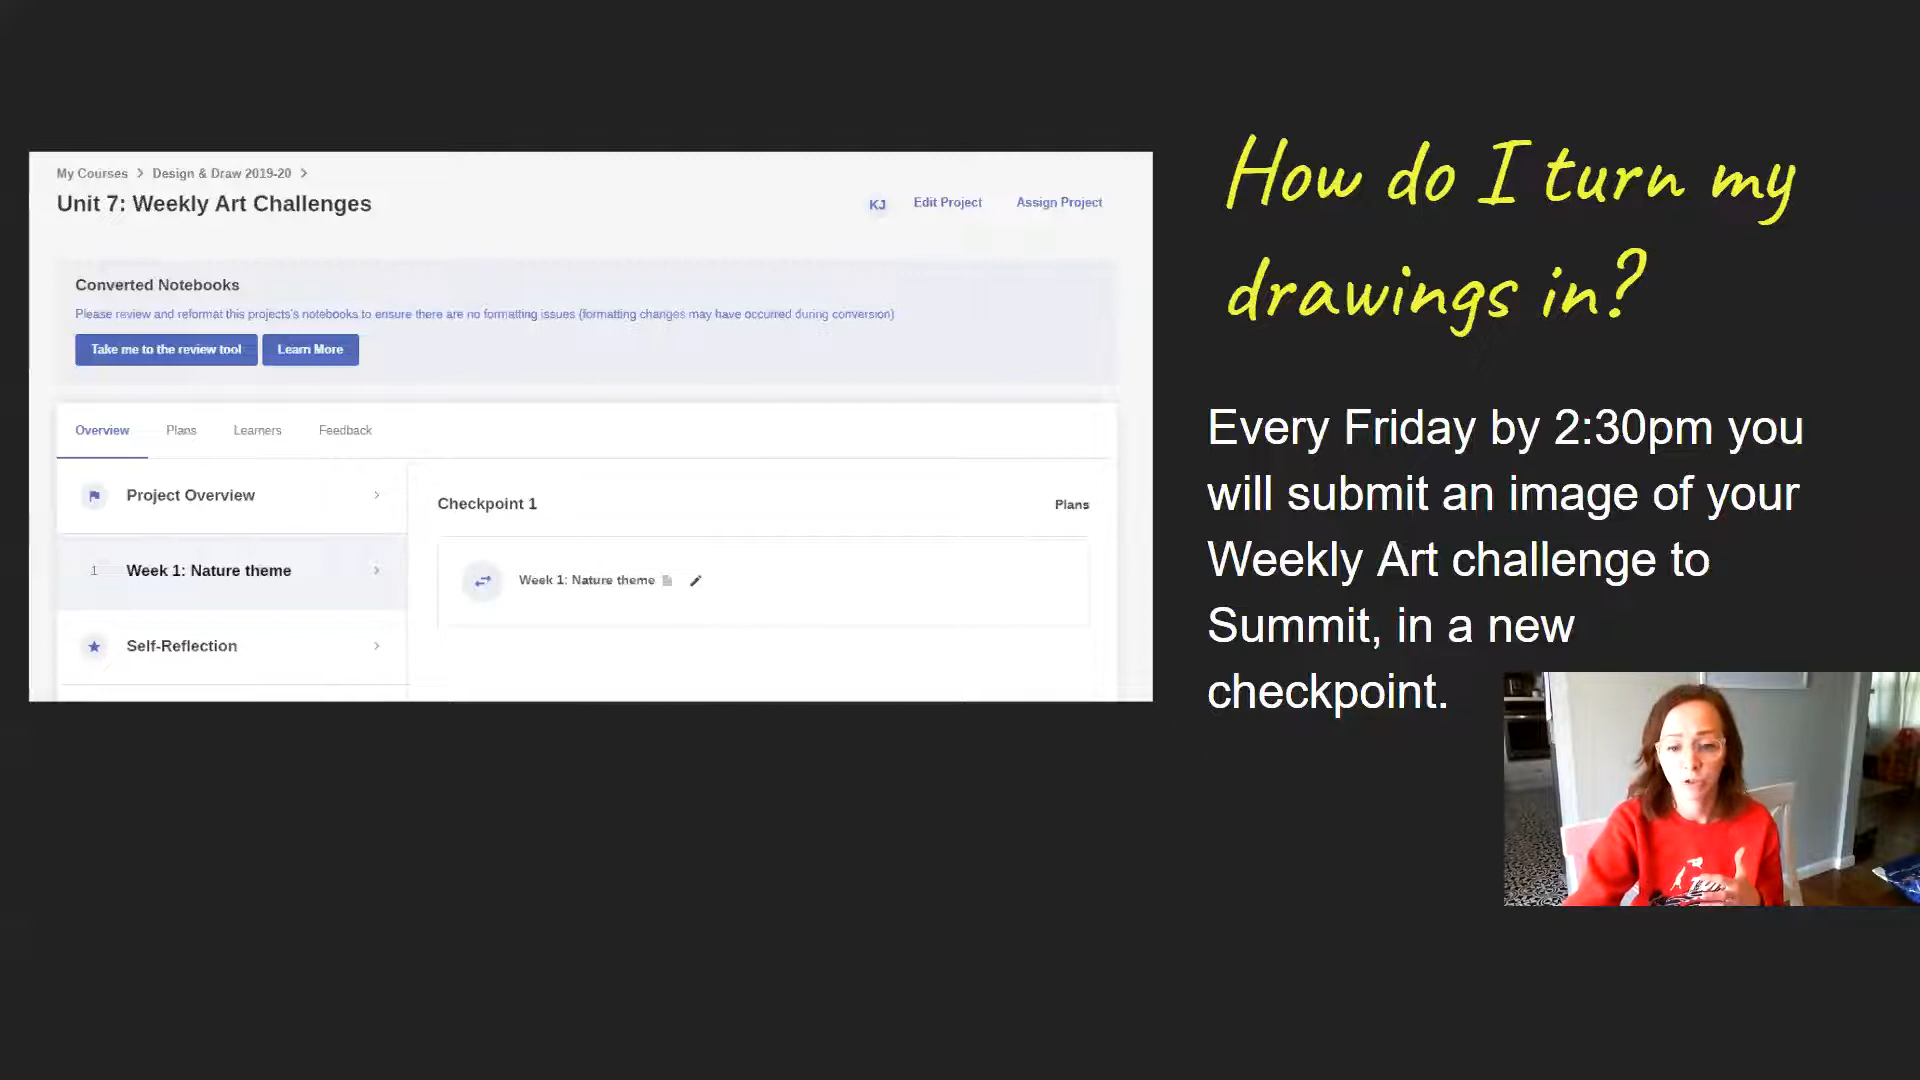 My Courses > Design & Draw 2019-20 >
Unit 7: Weekly Art Challenges
KJ
Edit Project
Assign Project
Converted Notebooks
Please review and reformat this projects's notebooks to ensure there are no formatting issues (formatting changes may have occurred during conversion)
Take me to the review tool
Learn More
Overview
Plans
Learners
Feedback
Project Overview
1 Week 1: Nature theme
Self-Reflection
Checkpoint 1
Plans
Week 1: Nature theme
How do I turn my
drawings in?
Every Friday by 2:30pm you
will submit an image of your
Weekly Art challenge to
Summit, in a new
checkpoint.